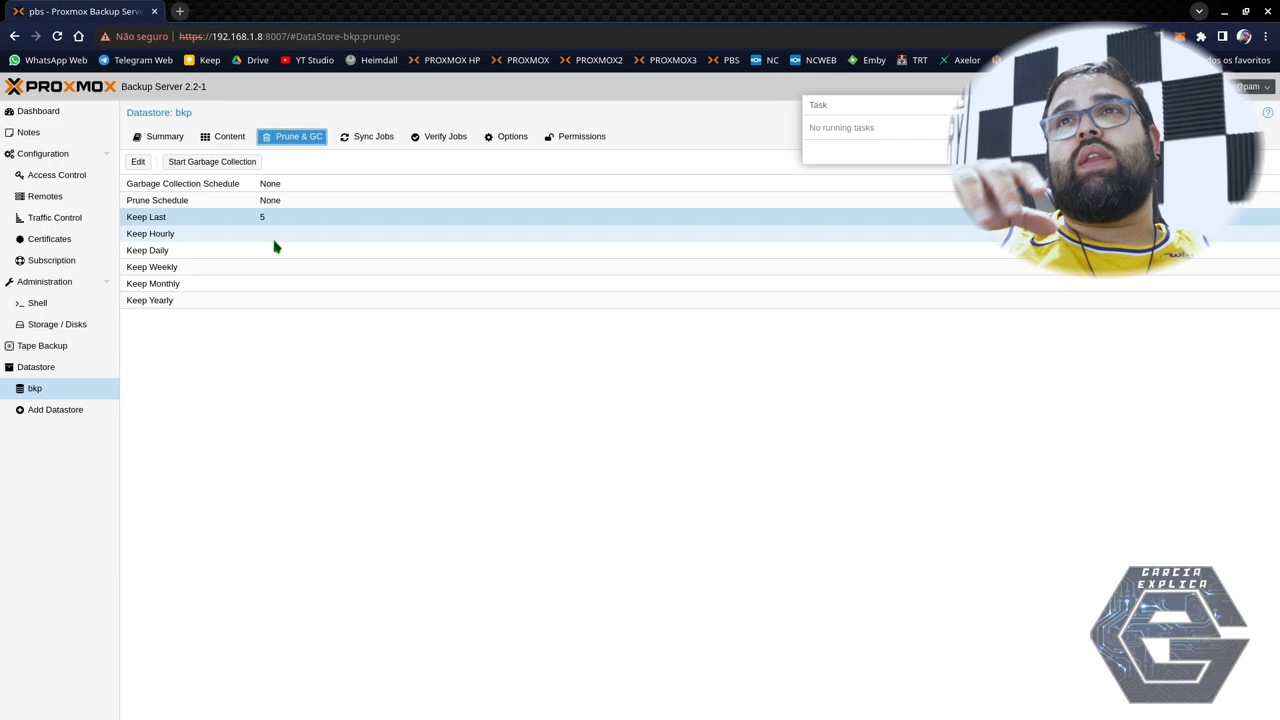 pbs - Proxmox Backup Serv
Não seguro https://192.168.1.8:8007/#DataStore-bkp:prunegc
WhatsApp Web Telegram Web Keep Drive YT Studio Heimdall PROXMOX HP PROXMOX PROXMOX2 PROXMOX3 PBS NC NCWEB Emby TRT Axelor os favoritos
PROXMOX Backup Server 2.2-1 @pam
Dashboard
Notes
Configuration
Access Control
Remotes
Traffic Control
Certificates
Subscription
Administration
Shell
Storage / Disks
Tape Backup
Datastore
bkp
Add Datastore
Datastore: bkp
Summary Content Prune & GC Sync Jobs Verify Jobs Options Permissions
Edit Start Garbage Collection
Garbage Collection Schedule None
Prune Schedule None
Keep Last 5
Keep Hourly
Keep Daily
Keep Weekly
Keep Monthly
Keep Yearly
Task
No running tasks
GARCIA
EXPLICA